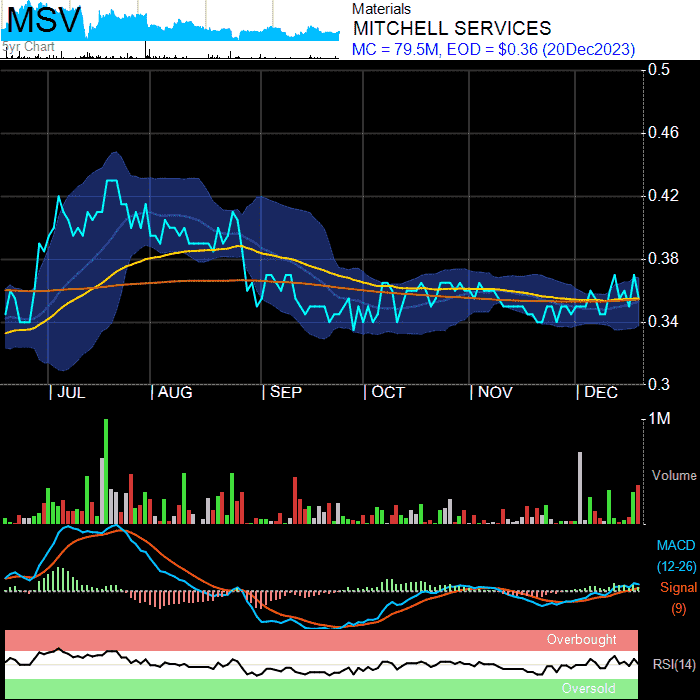 MSV
5yr Chart
Materials
MITCHELL SERVICES
MC = 79.5M, EOD = $0.36 (20Dec2023)
0.5
0.46
0.42
0.38
0.34
0.3
JUL AUG SEP OCT NOV DEC
1M
Volume
MACD
(12-26)
Signal
(9)
Overbought
RSI(14)
Oversold